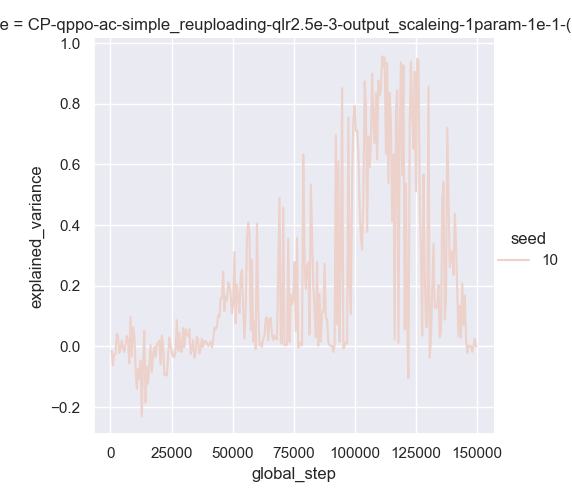 e = CP-qppo-ac-simple_reuploading-qlr2.5e-3-output_scaleing-1param-1e-1-(
1.0
0.8
0.6
0.4
0.2
0.0
−0.2
explained_variance
0 25000 50000 75000 100000 125000 150000
global_step
seed
10